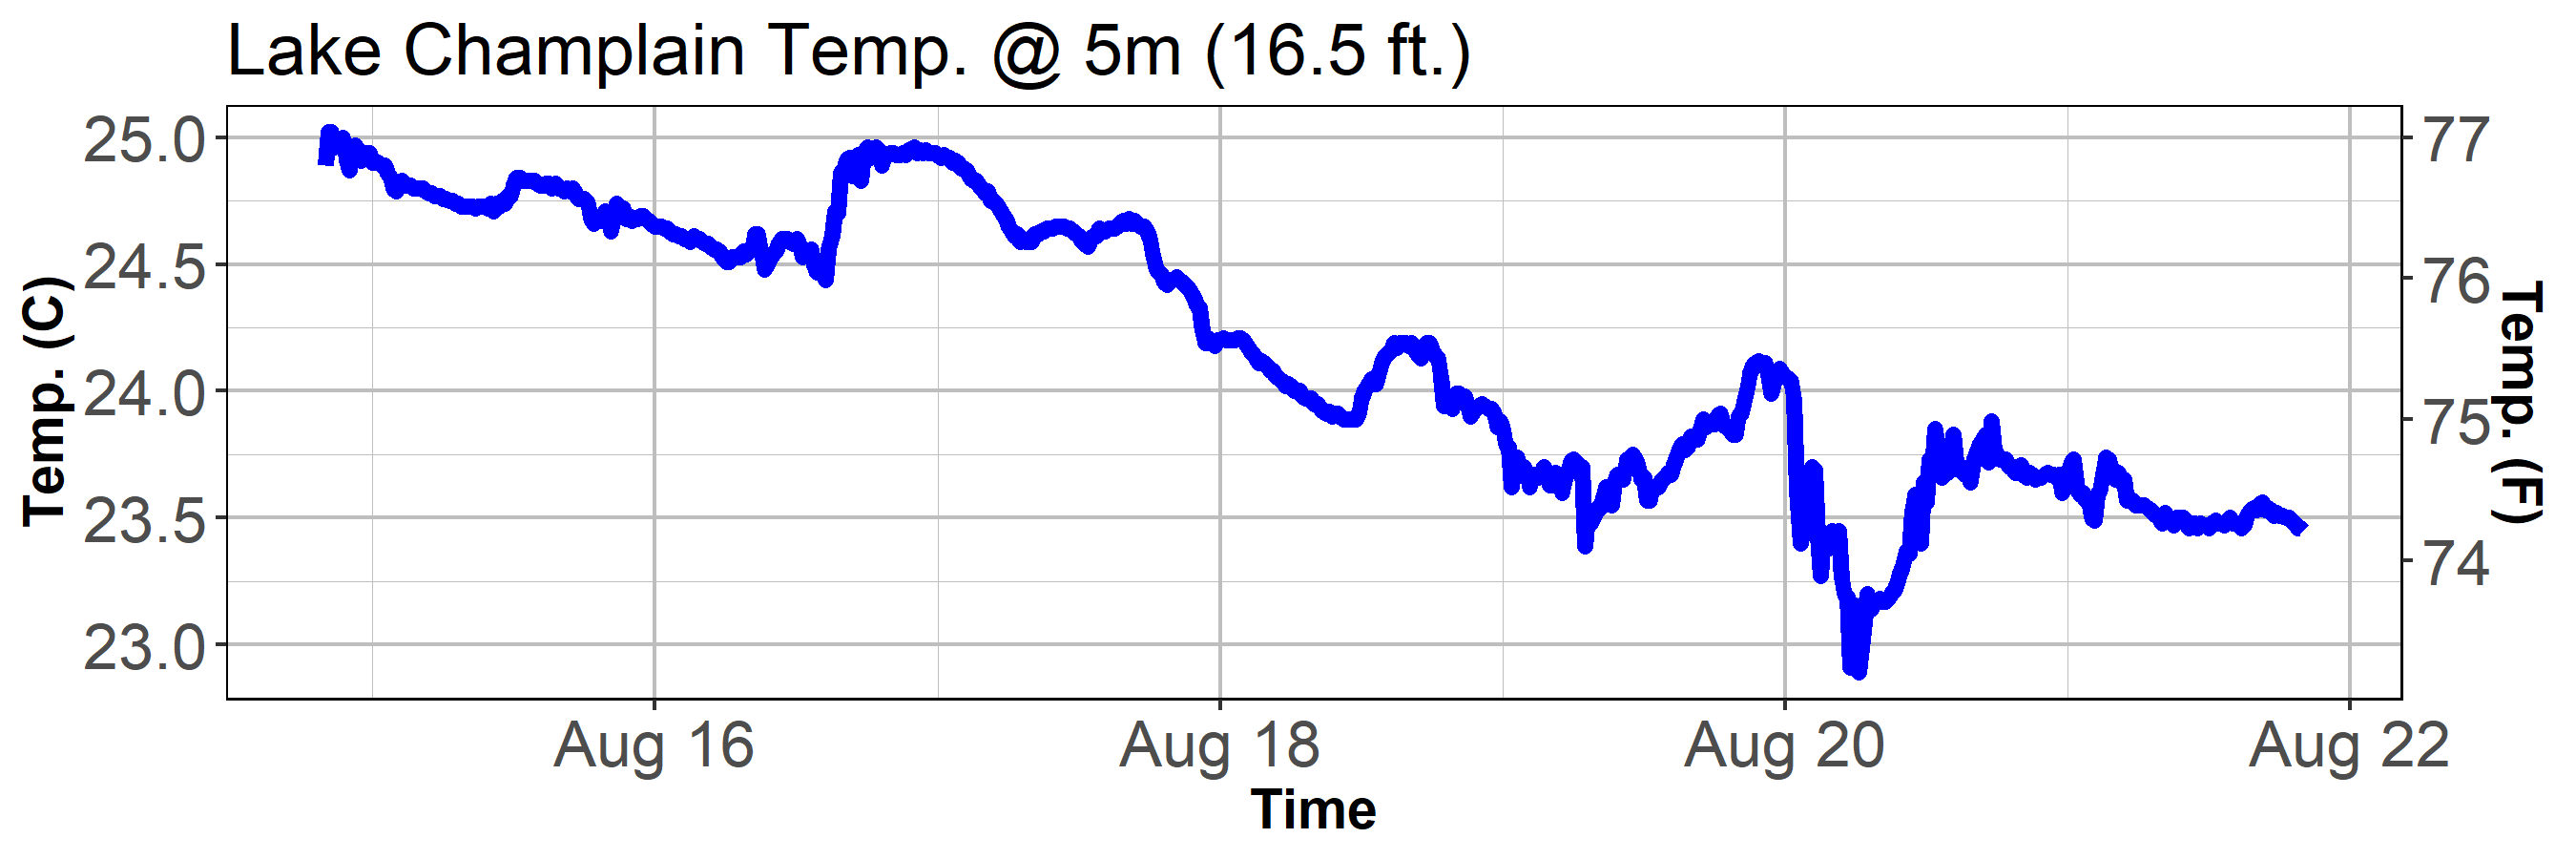 Lake Champlain Temp. @ 5m (16.5 ft.)
25.0
24.5
24.0
23.5
23.0
Temp. (C)
77
76
75
74
Temp. (F)
Aug 16 Aug 18 Aug 20 Aug 22
Time